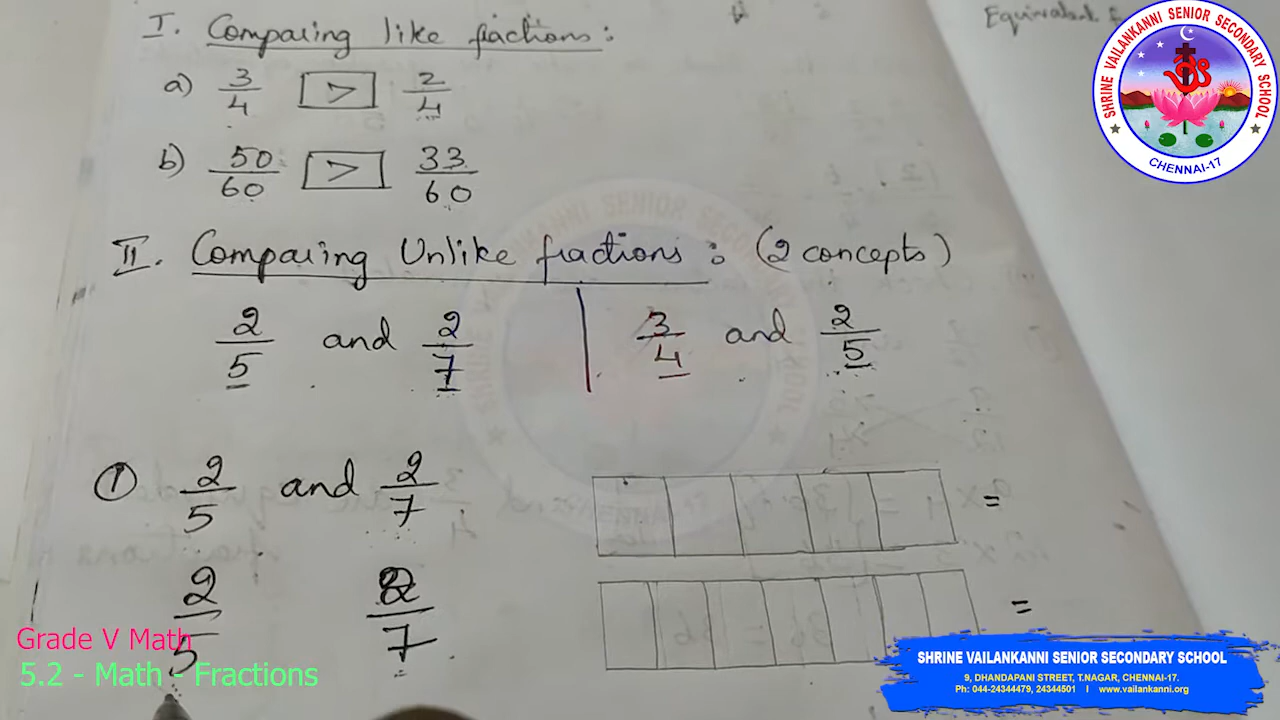 I. Comparing like fractions:
a) 3/4 > 2/4
b) 50/60 > 33/60
II. Comparing Unlike fractions : (2 concepts)
2/5 and 2/7 | 3/4 and 2/5
① 2/5 and 2/7 =
2/5 2/7 =
Equivalent
SHRINE VAILANKANNI SENIOR SECONDARY SCHOOL
CHENNAI-17
Grade V Math
5.2 - Math - Fractions
SHRINE VAILANKANNI SENIOR SECONDARY SCHOOL
9, DHANDAPANI STREET, T.NAGAR, CHENNAI-17.
Ph: 044-24344479, 24344501 I www.vailankanni.org